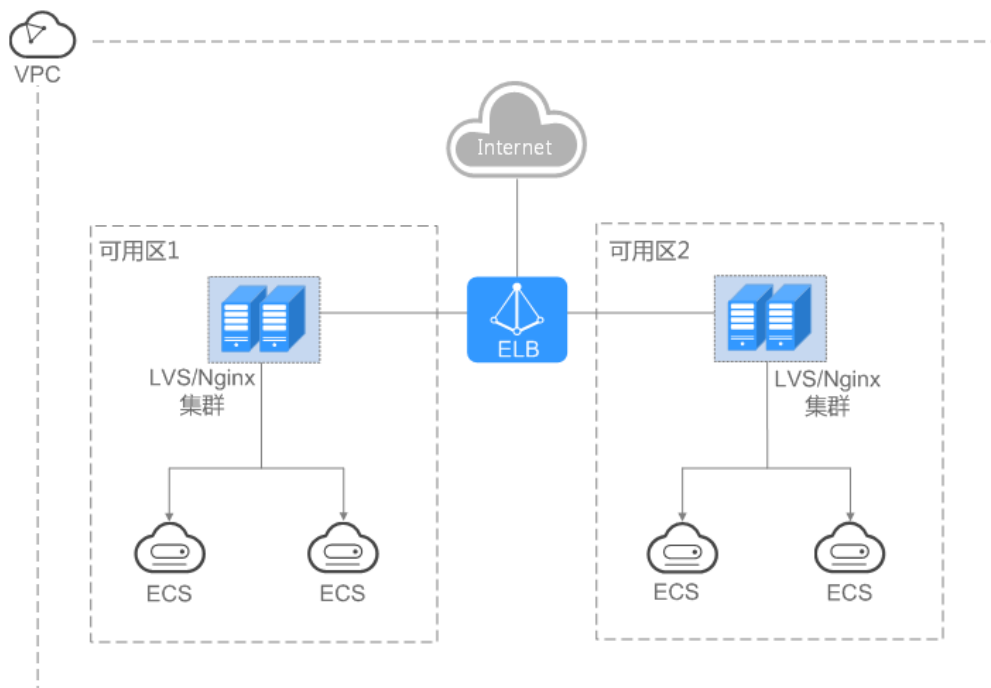 VPC
Internet
可用区1
可用区2
ELB
LVS/Nginx
集群
LVS/Nginx
集群
ECS
ECS
ECS
ECS